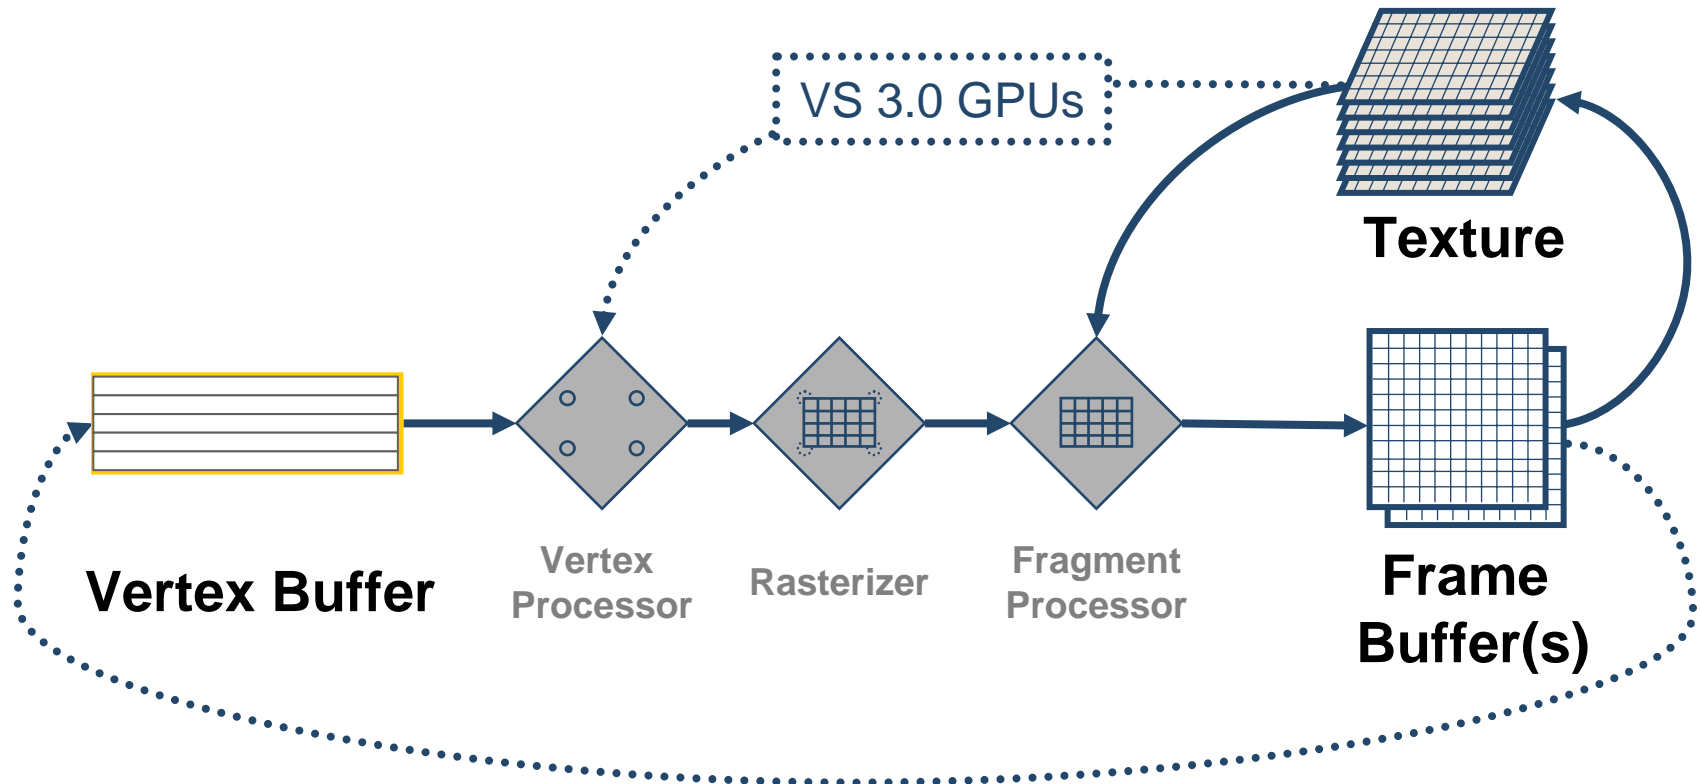 VS 3.0 GPUs
Texture
Vertex Buffer
Vertex
Processor
Rasterizer
Fragment
Processor
Frame
Buffer(s)